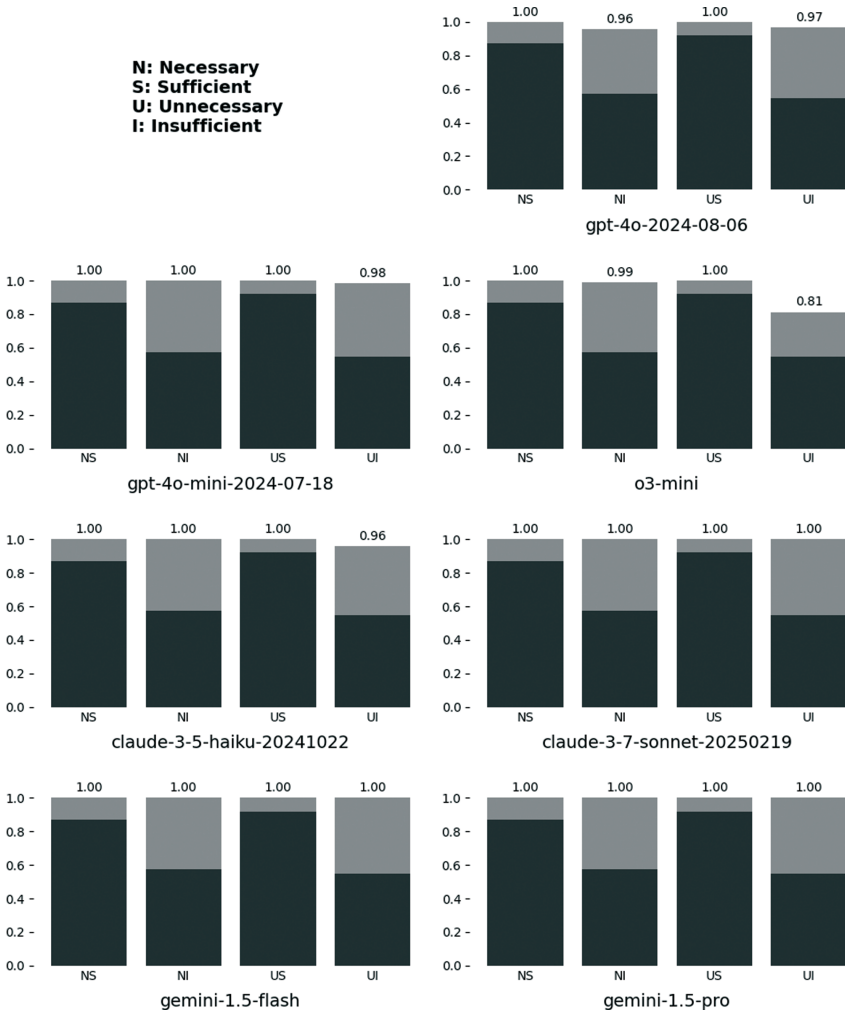 N: Necessary
S: Sufficient
U: Unnecessary
I: Insufficient
1.00 0.96 1.00 0.97
1.0
0.8
0.6
0.4
0.2
0.0
NS NI US UI
gpt-4o-2024-08-06
1.00 1.00 1.00 0.98
1.0
0.8
0.6
0.4
0.2
0.0
NS NI US UI
gpt-4o-mini-2024-07-18
1.00 0.99 1.00 0.81
1.0
0.8
0.6
0.4
0.2
0.0
NS NI US UI
o3-mini
1.00 1.00 1.00 0.96
1.0
0.8
0.6
0.4
0.2
0.0
NS NI US UI
claude-3-5-haiku-20241022
1.00 1.00 1.00 1.00
1.0
0.8
0.6
0.4
0.2
0.0
NS NI US UI
claude-3-7-sonnet-20250219
1.00 1.00 1.00 1.00
1.0
0.8
0.6
0.4
0.2
0.0
NS NI US UI
gemini-1.5-flash
1.00 1.00 1.00 1.00
1.0
0.8
0.6
0.4
0.2
0.0
NS NI US UI
gemini-1.5-pro